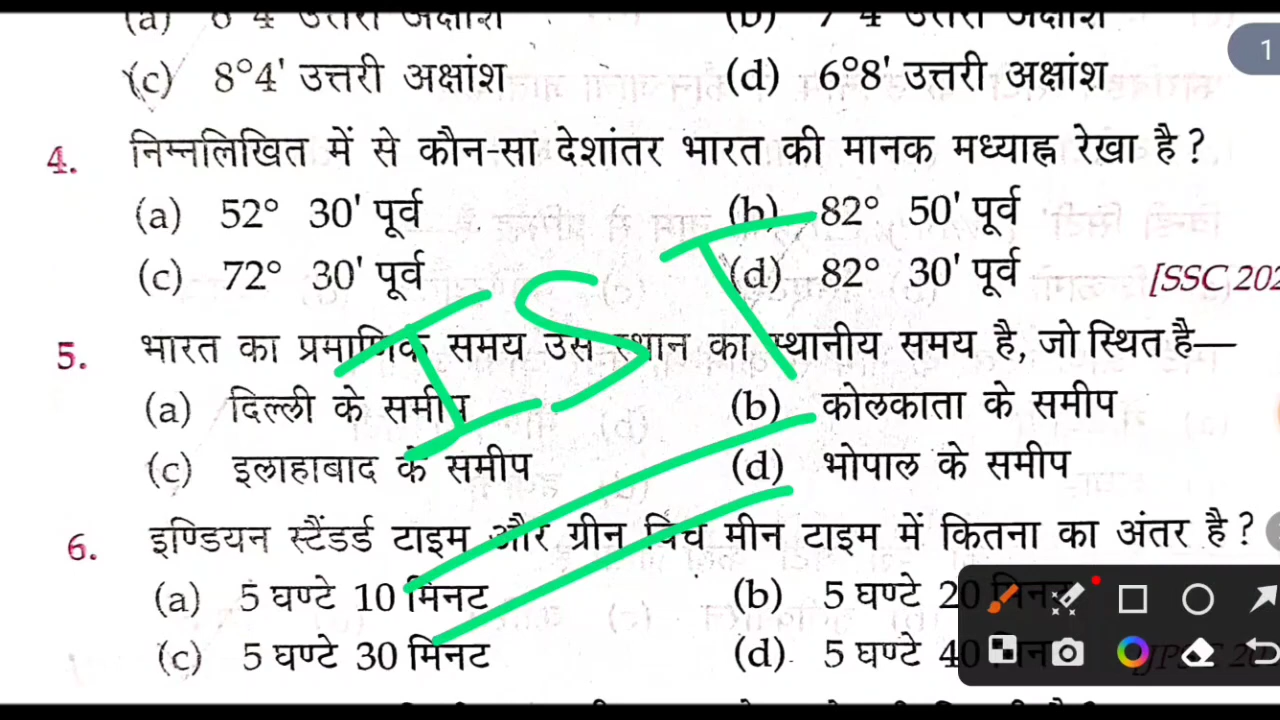 (c) 8°4' उत्तरी अक्षांश (d) 6°8' उत्तरी अक्षांश
1
4. निम्नलिखित में से कौन-सा देशांतर भारत की मानक मध्याह्न रेखा है ?
(a) 52° 30' पूर्व (b) 82° 50' पूर्व
(c) 72° 30' पूर्व (d) 82° 30' पूर्व [SSC 202
IST
5. भारत का प्रमाणिक समय उस स्थान का स्थानीय समय है, जो स्थित है—
(a) दिल्ली के समीप (b) कोलकाता के समीप
(c) इलाहाबाद के समीप (d) भोपाल के समीप
6. इण्डियन स्टैंडर्ड टाइम और ग्रीन विच मीन टाइम में कितना का अंतर है ?
(a) 5 घण्टे 10 मिनट (b) 5 घण्टे 20
(c) 5 घण्टे 30 मिनट (d) 5 घण्टे 40